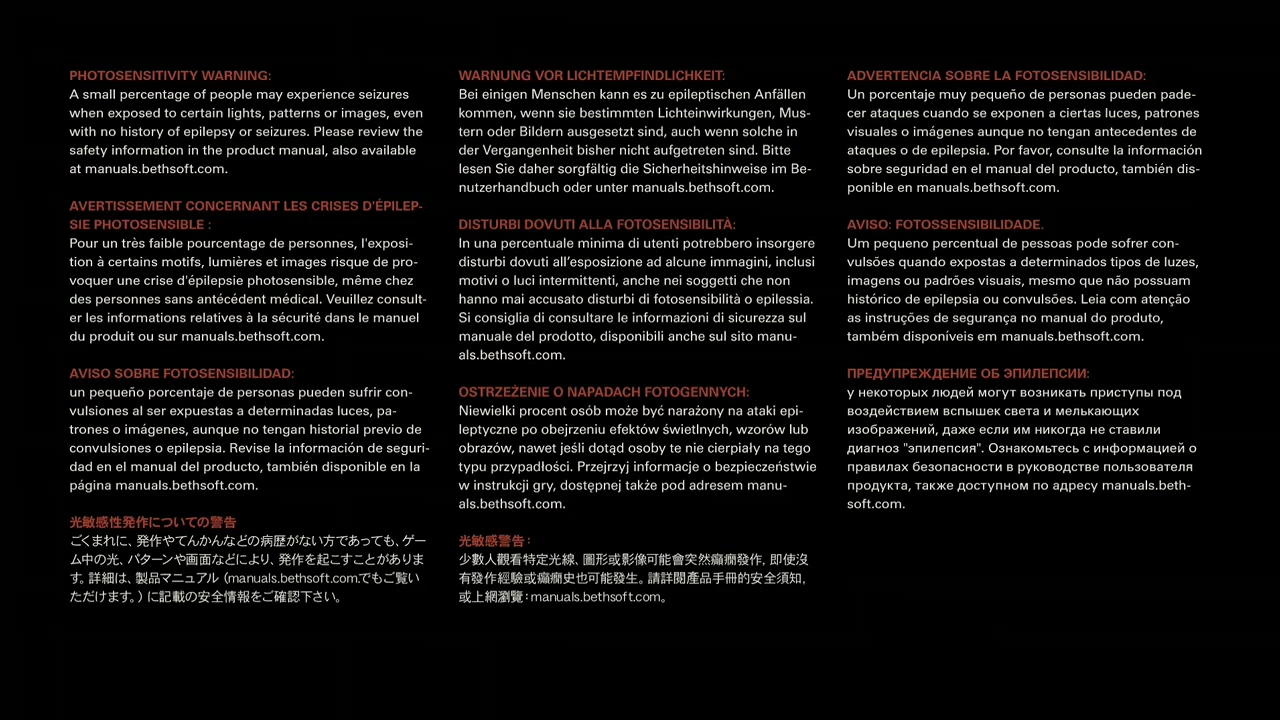 PHOTOSENSITIVITY WARNING:
A small percentage of people may experience seizures
when exposed to certain lights, patterns or images, even
with no history of epilepsy or seizures. Please review the
safety information in the product manual, also available
at manuals.bethsoft.com.
AVERTISSEMENT CONCERNANT LES CRISES D'ÉPILEP-
SIE PHOTOSENSIBLE :
Pour un très faible pourcentage de personnes, l'exposi-
tion à certains motifs, lumières et images risque de pro-
voquer une crise d'épilepsie photosensible, même chez
des personnes sans antécédent médical. Veuillez consult-
er les informations relatives à la sécurité dans le manuel
du produit ou sur manuals.bethsoft.com.
AVISO SOBRE FOTOSENSIBILIDAD:
un pequeño porcentaje de personas pueden sufrir con-
vulsiones al ser expuestas a determinadas luces, pa-
trones o imágenes, aunque no tengan historial previo de
convulsiones o epilepsia. Revise la información de seguri-
dad en el manual del producto, también disponible en la
página manuals.bethsoft.com.
光敏感性発作についての警告
ごくまれに、発作やてんかんなどの病歴がない方であっても、ゲー
ム中の光、パターンや画面などにより、発作を起こすことがありま
す。詳細は、製品マニュアル（manuals.bethsoft.comでもご覧い
ただけます。）に記載の安全情報をご確認下さい。
WARNUNG VOR LICHTEMPFINDLICHKEIT:
Bei einigen Menschen kann es zu epileptischen Anfällen
kommen, wenn sie bestimmten Lichteinwirkungen, Mus-
tern oder Bildern ausgesetzt sind, auch wenn solche in
der Vergangenheit bisher nicht aufgetreten sind. Bitte
lesen Sie daher sorgfältig die Sicherheitshinweise im Be-
nutzerhandbuch oder unter manuals.bethsoft.com.
DISTURBI DOVUTI ALLA FOTOSENSIBILITÀ:
In una percentuale minima di utenti potrebbero insorgere
disturbi dovuti all'esposizione ad alcune immagini, inclusi
motivi o luci intermittenti, anche nei soggetti che non
hanno mai accusato disturbi di fotosensibilità o epilessia.
Si consiglia di consultare le informazioni di sicurezza sul
manuale del prodotto, disponibili anche sul sito manu-
als.bethsoft.com.
OSTRZEŻENIE O NAPADACH FOTOGENNYCH:
Niewielki procent osób może być narażony na ataki epi-
leptyczne po obejrzeniu efektów świetlnych, wzorów lub
obrazów, nawet jeśli dotąd osoby te nie cierpiały na tego
typu przypadłości. Przejrzyj informacje o bezpieczeństwie
w instrukcji gry, dostępnej także pod adresem manu-
als.bethsoft.com.
光敏感警告：
少數人觀看特定光線、圖形或影像可能會突然癲癇發作，即使沒
有發作經驗或癲癇史也可能發生。請詳閱產品手冊的安全須知，
或上網瀏覽：manuals.bethsoft.com。
ADVERTENCIA SOBRE LA FOTOSENSIBILIDAD:
Un porcentaje muy pequeño de personas pueden pade-
cer ataques cuando se exponen a ciertas luces, patrones
visuales o imágenes aunque no tengan antecedentes de
ataques o de epilepsia. Por favor, consulte la información
sobre seguridad en el manual del producto, también dis-
ponible en manuals.bethsoft.com.
AVISO: FOTOSSENSIBILIDADE.
Um pequeno percentual de pessoas pode sofrer con-
vulsões quando expostas a determinados tipos de luzes,
imagens ou padrões visuais, mesmo que não possuam
histórico de epilepsia ou convulsões. Leia com atenção
as instruções de segurança no manual do produto,
também disponíveis em manuals.bethsoft.com.
ПРЕДУПРЕЖДЕНИЕ ОБ ЭПИЛЕПСИИ:
у некоторых людей могут возникать приступы под
воздействием вспышек света и мелькающих
изображений, даже если им никогда не ставили
диагноз "эпилепсия". Ознакомьтесь с информацией о
правилах безопасности в руководстве пользователя
продукта, также доступном по адресу manuals.beth-
soft.com.